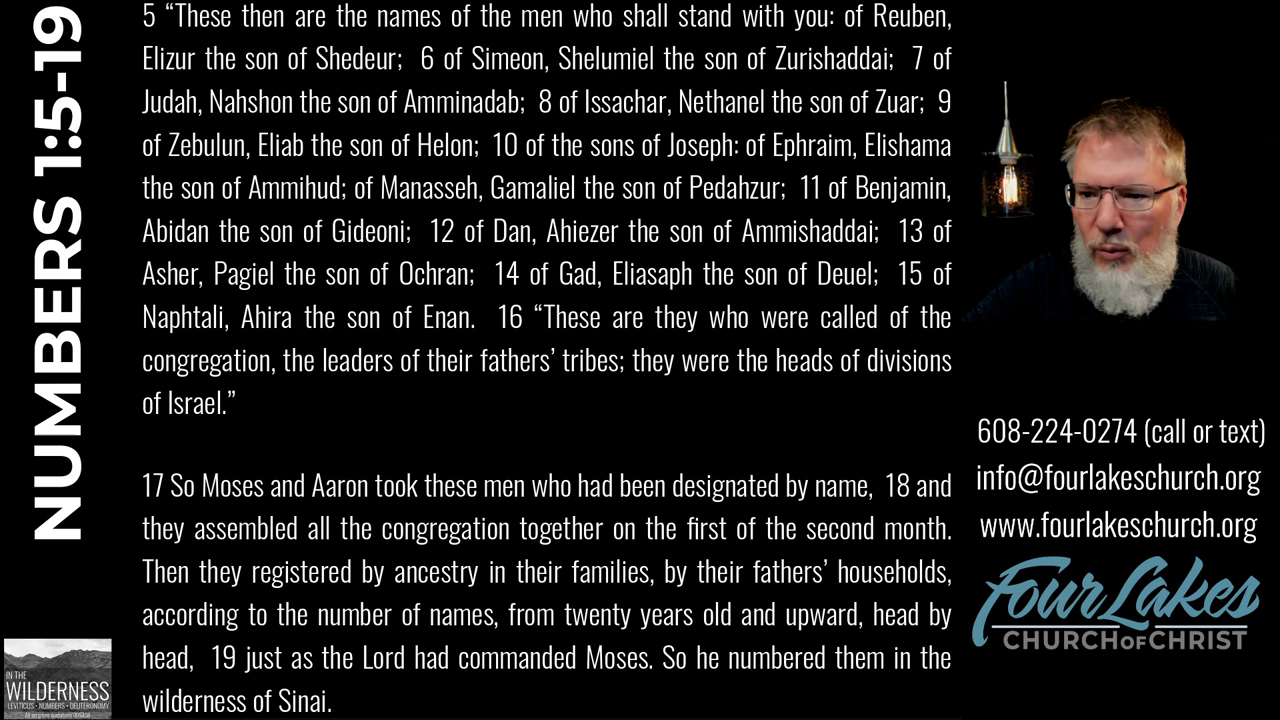 NUMBERS 1:5-19
5 “These then are the names of the men who shall stand with you: of Reuben,
Elizur the son of Shedeur; 6 of Simeon, Shelumiel the son of Zurishaddai; 7 of
Judah, Nahshon the son of Amminadab; 8 of Issachar, Nethanel the son of Zuar; 9
of Zebulun, Eliab the son of Helon; 10 of the sons of Joseph: of Ephraim, Elishama
the son of Ammihud; of Manasseh, Gamaliel the son of Pedahzur; 11 of Benjamin,
Abidan the son of Gideoni; 12 of Dan, Ahiezer the son of Ammishaddai; 13 of
Asher, Pagiel the son of Ochran; 14 of Gad, Eliasaph the son of Deuel; 15 of
Naphtali, Ahira the son of Enan. 16 “These are they who were called of the
congregation, the leaders of their fathers’ tribes; they were the heads of divisions
of Israel.”
17 So Moses and Aaron took these men who had been designated by name, 18 and
they assembled all the congregation together on the first of the second month.
Then they registered by ancestry in their families, by their fathers’ households,
according to the number of names, from twenty years old and upward, head by
head, 19 just as the Lord had commanded Moses. So he numbered them in the
wilderness of Sinai.
608-224-0274 (call or text)
info@fourlakeschurch.org
www.fourlakeschurch.org
Four Lakes
CHURCH OF CHRIST
IN THE
WILDERNESS
LEVITICUS • NUMBERS • DEUTERONOMY